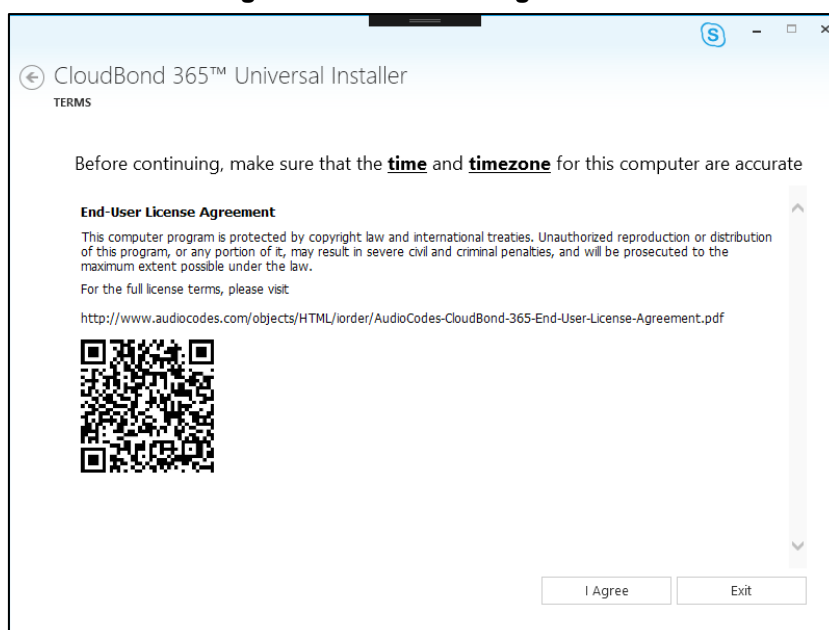 CloudBond 365™ Universal Installer
TERMS
Before continuing, make sure that the time and timezone for this computer are accurate
End-User License Agreement
This computer program is protected by copyright law and international treaties. Unauthorized reproduction or distribution
of this program, or any portion of it, may result in severe civil and criminal penalties, and will be prosecuted to the
maximum extent possible under the law.
For the full license terms, please visit
http://www.audiocodes.com/objects/HTML/iorder/AudioCodes-CloudBond-365-End-User-License-Agreement.pdf
I Agree
Exit